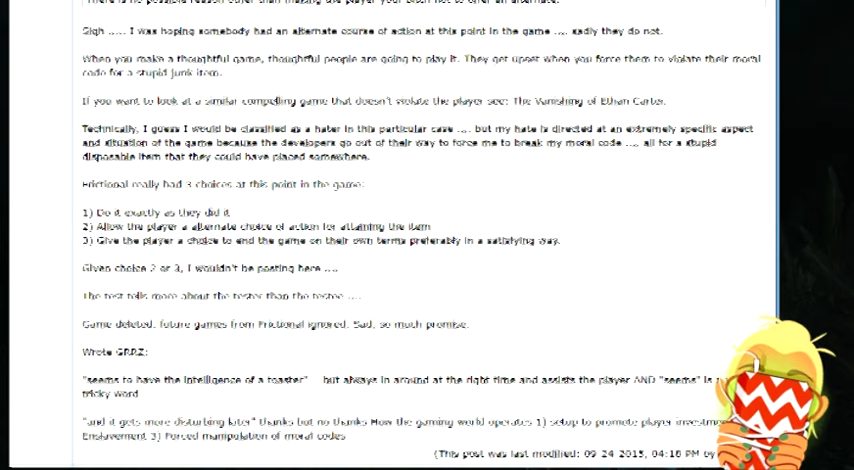 There is no possible reason other than making the player your bitch not to offer an alternate.
Sigh ..... I was hoping somebody had an alternate course of action at this point in the game .... sadly they do not.
When you make a thoughtful game, thoughtful people are going to play it. They get upset when you force them to violate their moral
code for a stupid junk item.
If you want to look at a similar compelling game that doesn't violate the player see: The Vanishing of Ethan Carter.
Technically, I guess I would be classified as a hater in this particular case .... but my hate is directed at an extremely specific aspect
and situation of the game because the developers go out of their way to force me to break my moral code .... all for a stupid
disposable item that they could have placed somewhere.
Frictional really had 3 choices at this point in the game:
1) Do it exactly as they did it
2) Allow the player a alternate choice of action for attaining the item
3) Give the player a choice to end the game on their own terms preferably in a satisfying way.
Given choice 2 or 3, I wouldn't be posting here ....
The test tells more about the tester than the testee ....
Game deleted, future games from Frictional ignored. Sad, so much promise.
Wrote GRRZ:
"seems to have the intelligence of a toaster" but always in around at the right time and assists the player AND "seems" is
tricky word
"and it gets more disturbing later" thanks but no thanks How the gaming world operates 1) setup to promote player
Enslavement 3) Forced manipulation of moral codes
(This post was last modified: 09-24-2015, 04:18 PM by